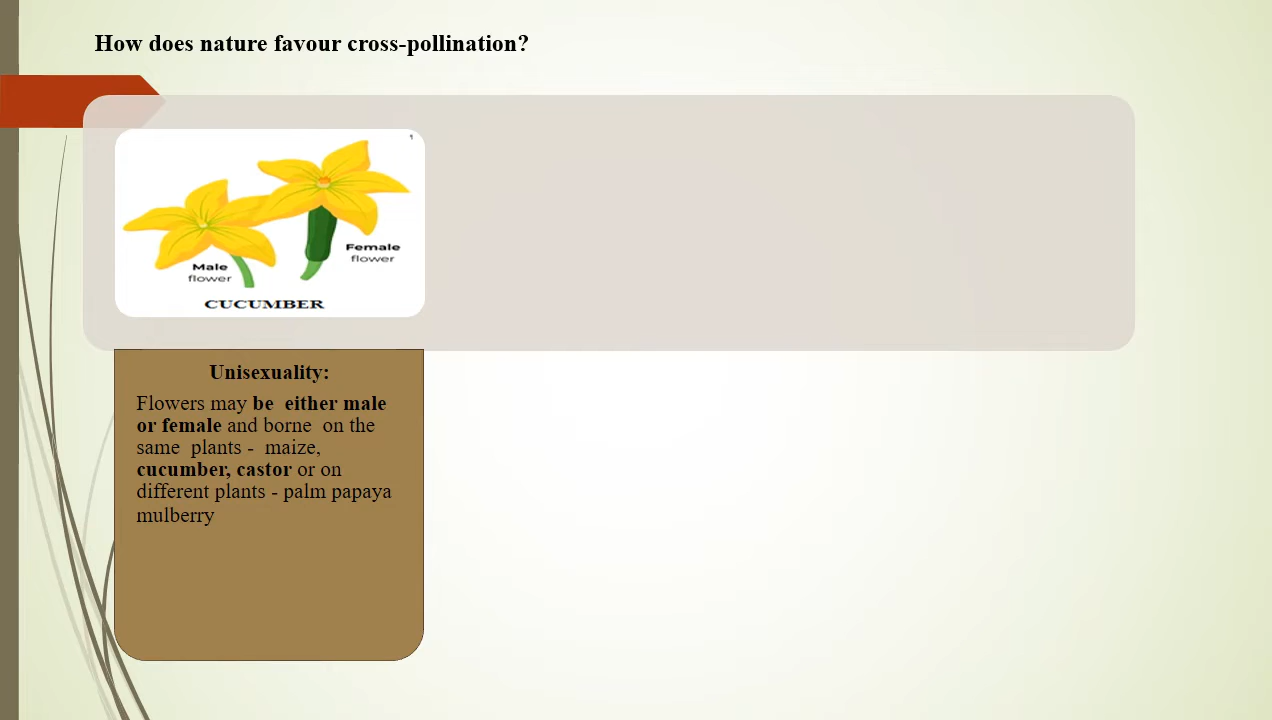 How does nature favour cross-pollination?
Female
flower
Male
flower
CUCUMBER
Unisexuality:
Flowers may be either male
or female and borne on the
same plants - maize,
cucumber, castor or on
different plants - palm papaya
mulberry